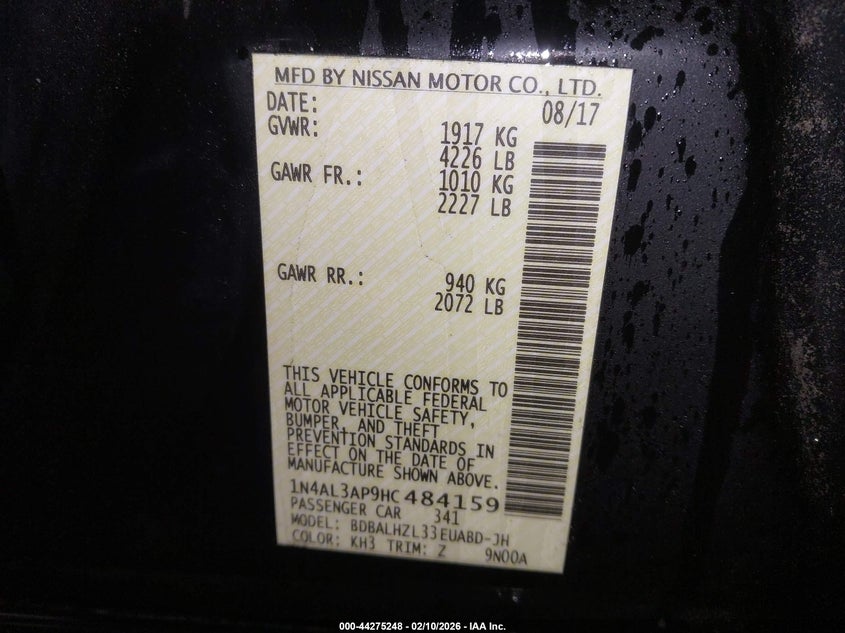 MFD BY NISSAN MOTOR CO., LTD.
DATE: 08/17
GVWR: 1917 KG
4226 LB
GAWR FR.: 1010 KG
2227 LB
GAWR RR.: 940 KG
2072 LB
THIS VEHICLE CONFORMS TO
ALL APPLICABLE FEDERAL
MOTOR VEHICLE SAFETY,
BUMPER, AND THEFT
PREVENTION STANDARDS IN
EFFECT ON THE DATE OF
MANUFACTURE SHOWN ABOVE.
1N4AL3AP9HC484159
PASSENGER CAR 341
MODEL: BDBALHZL33EUABD-JH
COLOR: KH3 TRIM: Z 9N00A
000-44275248 - 02/10/2026 - IAA Inc.